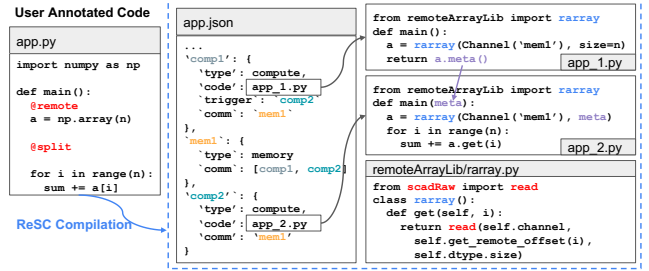 User Annotated Code
app.py
import numpy as np
def main():
@remote
a = np.array(n)
@split
for i in range(n):
sum += a[i]
ReSC Compilation
app.json
...
‘comp1’: {
‘type’: compute,
‘code’: app_1.py
‘trigger’: ‘comp2’
‘comm’: ‘mem1’
},
‘mem1’: {
‘type’: memory
‘comm’: [comp1, comp2]
},
‘comp2’‘: {
‘type’: compute,
‘code’: app_2.py
‘comm’: ‘mem1’
}
from remoteArrayLib import rarray
def main():
a = rarray(Channel(‘mem1’), size=n)
return a.meta()
app_1.py
from remoteArrayLib import rarray
def main(meta):
a = rarray(Channel(‘mem1’), meta)
for i in range(n):
sum += a.get(i)
app_2.py
remoteArrayLib/rarray.py
from scadRaw import read
class rarray():
def get(self, i):
return read(self.channel,
self.get_remote_offset(i),
self.dtype.size)